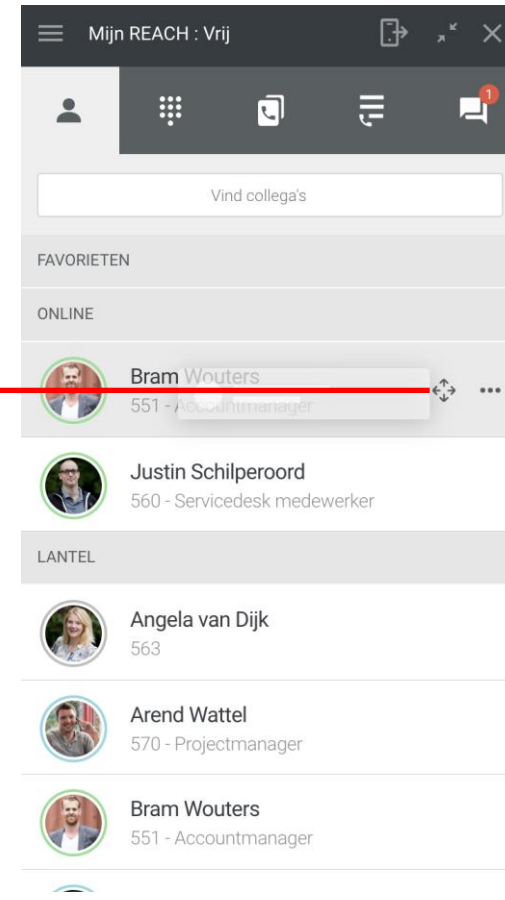 Mijn REACH : Vrij
1
Vind collega's
FAVORIETEN
ONLINE
Bram Wouters
551 - Accountmanager
Justin Schilperoord
560 - Servicedesk medewerker
LANTEL
Angela van Dijk
563
Arend Wattel
570 - Projectmanager
Bram Wouters
551 - Accountmanager